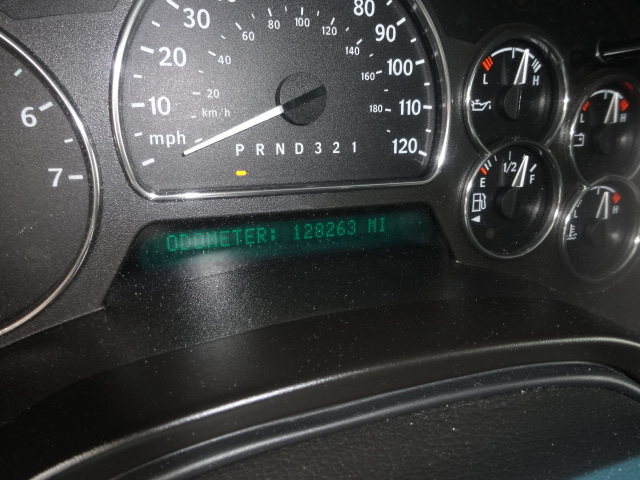 30 80
20 60 80 100 120 90
40 140 100
10 20 160
km/h 180 110
mph
P R N D 3 2 1 120
6
7
L H
E 1/2 F
L H
ODOMETER: 128263 MI